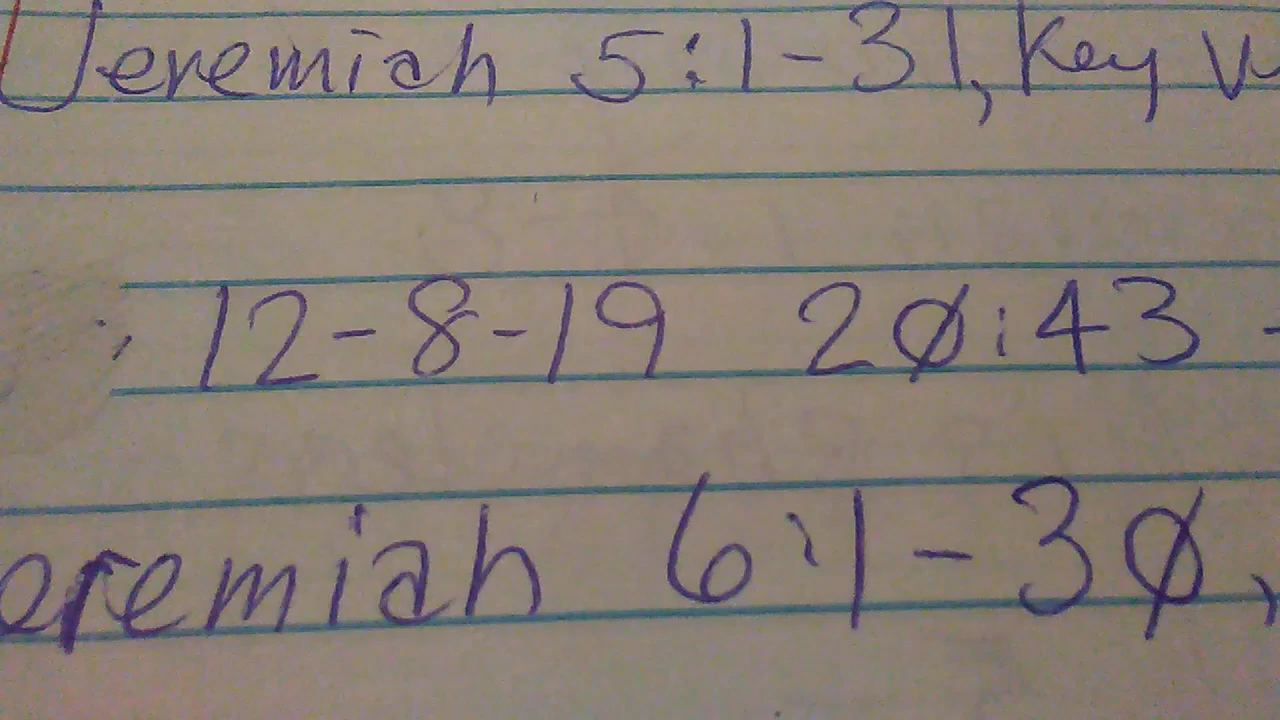 Jeremiah 5:1-31, Key V
; 12-8-19 2Ø:43 -
eremiah 6:1-3Ø,